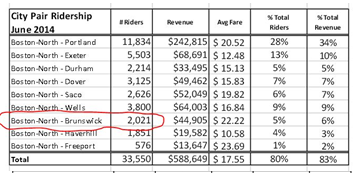 City Pair Ridership June 2014 # Riders Revenue Avg Fare % Total Riders % Total Revenue
Boston-North - Portland 11,834 $242,815 $ 20.52 28% 34%
Boston-North - Exeter 5,503 $68,691 $ 12.48 13% 10%
Boston-North - Durham 2,214 $33,495 $ 15.13 5% 5%
Boston-North - Dover 3,125 $49,462 $ 15.83 7% 7%
Boston-North - Saco 2,626 $52,049 $ 19.82 6% 7%
Boston-North - Wells 3,800 $64,003 $ 16.84 9% 9%
Boston-North - Brunswick 2,021 $44,905 $ 22.22 5% 6%
Boston-North - Haverhill 1,851 $19,582 $ 10.58 4% 3%
Boston-North - Freeport 576 $13,647 $ 23.69 1% 2%
Total 33,550 $588,649 $ 17.55 80% 83%